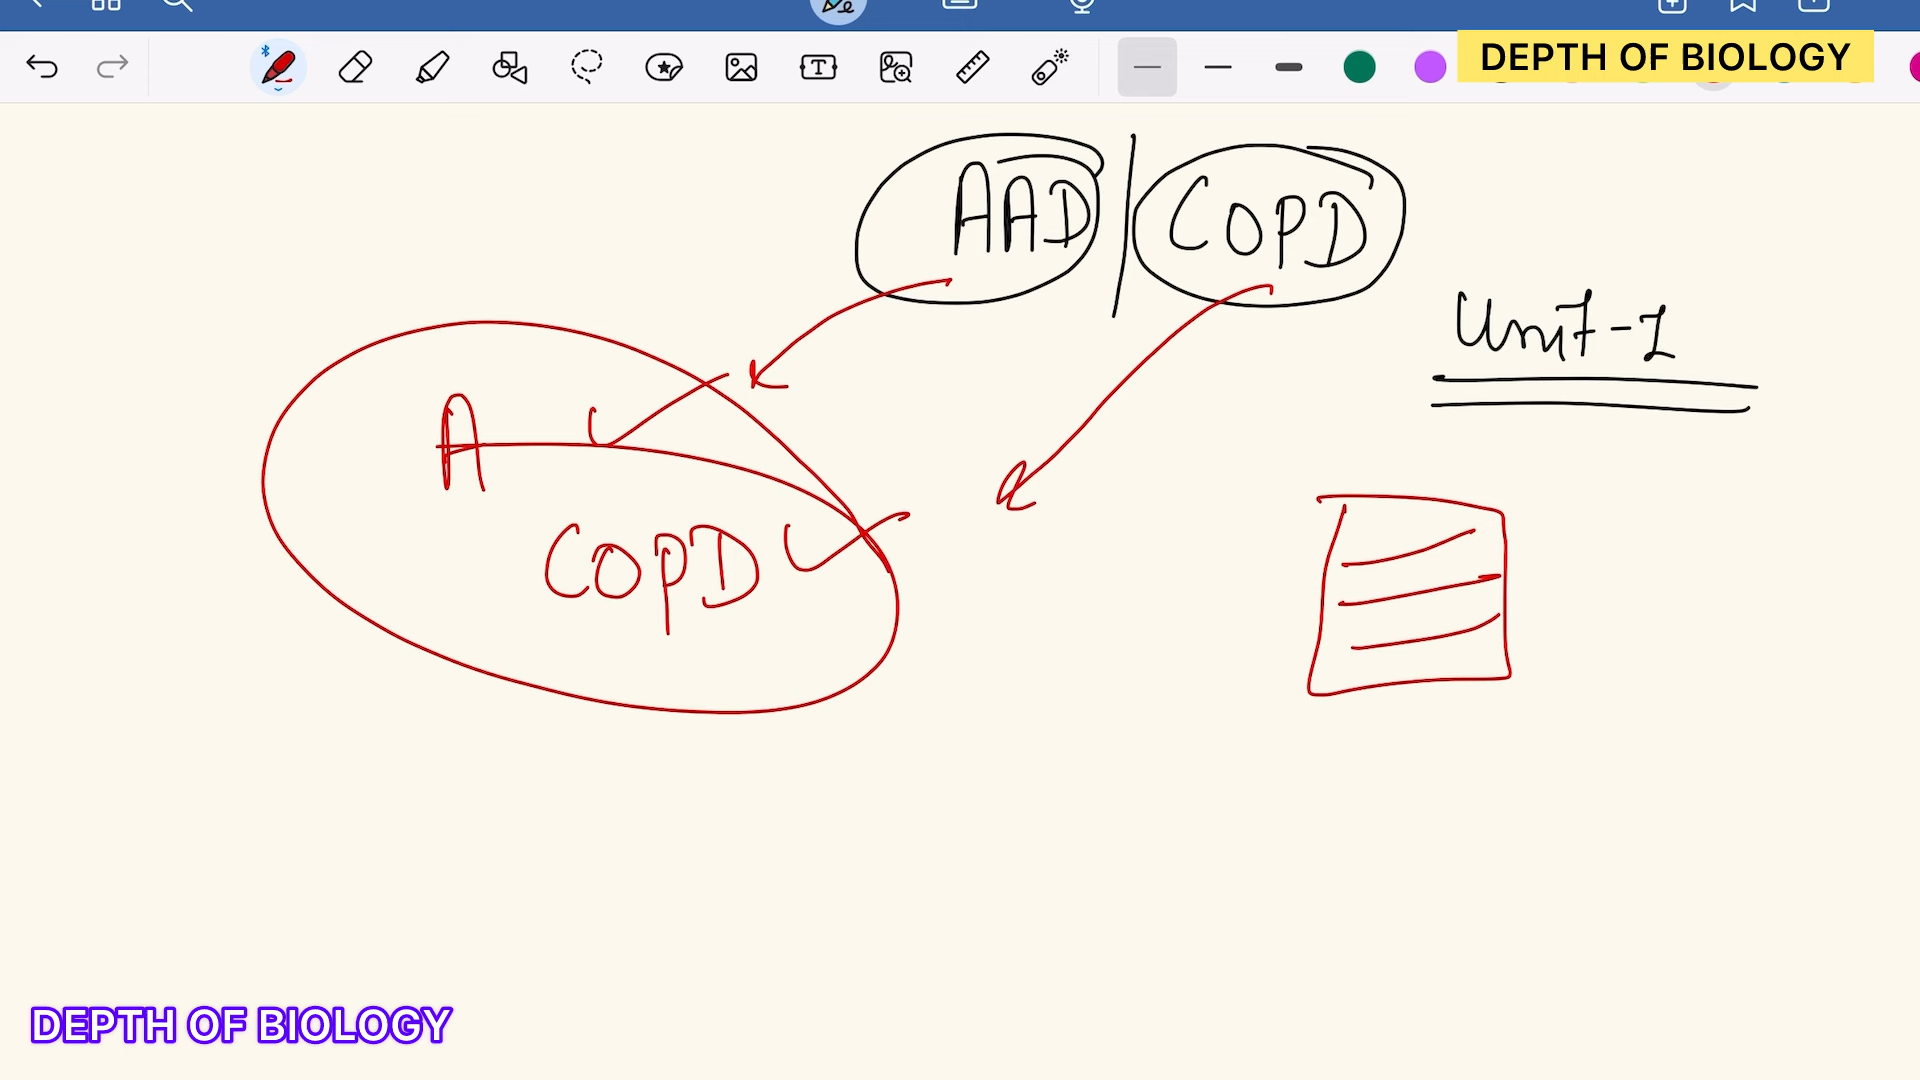 DEPTH OF BIOLOGY
AAD | COPD
Unit-1
A
COPD
DEPTH OF BIOLOGY